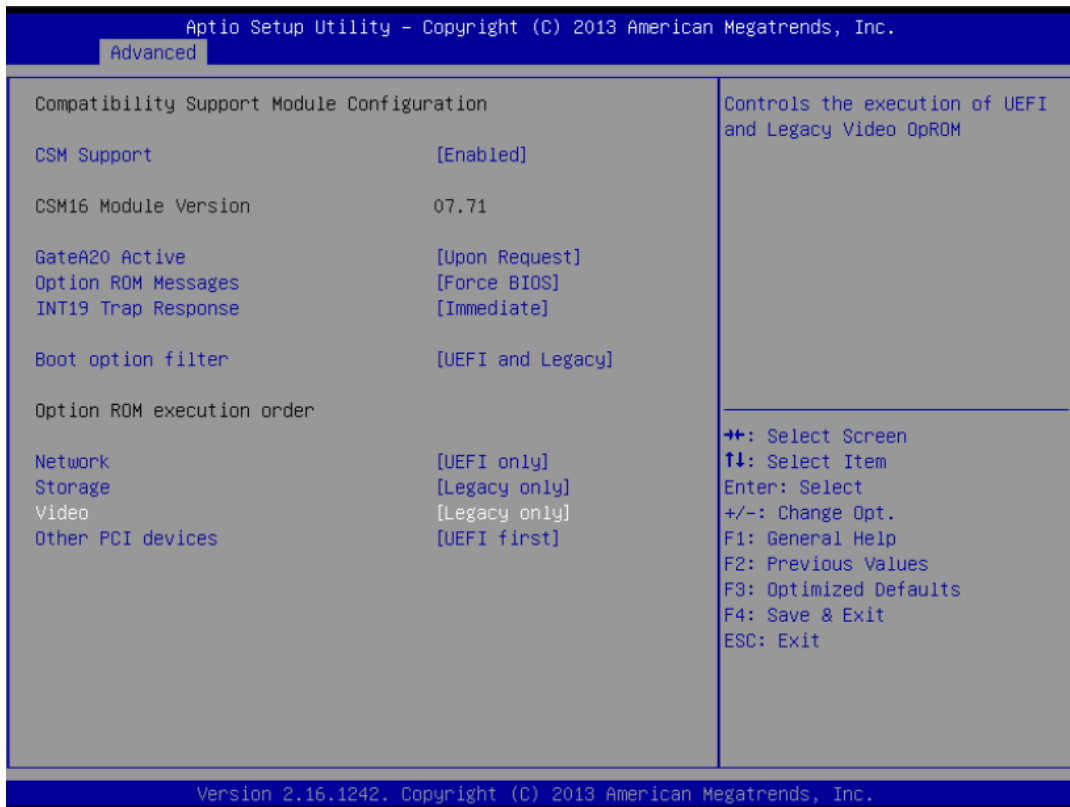 Aptio Setup Utility – Copyright (C) 2013 American Megatrends, Inc.
Advanced
Compatibility Support Module Configuration
CSM Support [Enabled]
CSM16 Module Version 07.71
GateA20 Active [Upon Request]
Option ROM Messages [Force BIOS]
INT19 Trap Response [Immediate]
Boot option filter [UEFI and Legacy]
Option ROM execution order
Network [UEFI only]
Storage [Legacy only]
Video [Legacy only]
Other PCI devices [UEFI first]
Controls the execution of UEFI
and Legacy Video OpROM
→←: Select Screen
↑↓: Select Item
Enter: Select
+/-: Change Opt.
F1: General Help
F2: Previous Values
F3: Optimized Defaults
F4: Save & Exit
ESC: Exit
Version 2.16.1242. Copyright (C) 2013 American Megatrends, Inc.